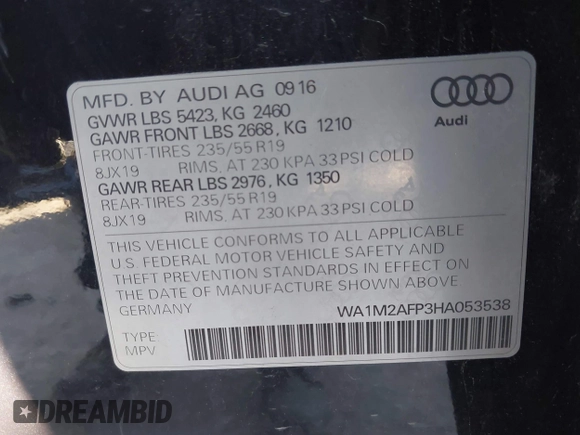 MFD. BY AUDI AG 09 16
GVWR LBS 5423, KG 2460
GAWR FRONT LBS 2668, KG 1210
FRONT-TIRES 235/55 R19
8JX19 RIMS, AT 230 KPA 33 PSI COLD
GAWR REAR LBS 2976, KG 1350
REAR-TIRES 235/55 R19
8JX19 RIMS, AT 230 KPA 33 PSI COLD
Audi
THIS VEHICLE CONFORMS TO ALL APPLICABLE
U.S. FEDERAL MOTOR VEHICLE SAFETY AND
THEFT PREVENTION STANDARDS IN EFFECT ON
THE DATE OF MANUFACTURE SHOWN ABOVE
GERMANY WA1M2AFP3HA053538
TYPE:
MPV
DREAMBID